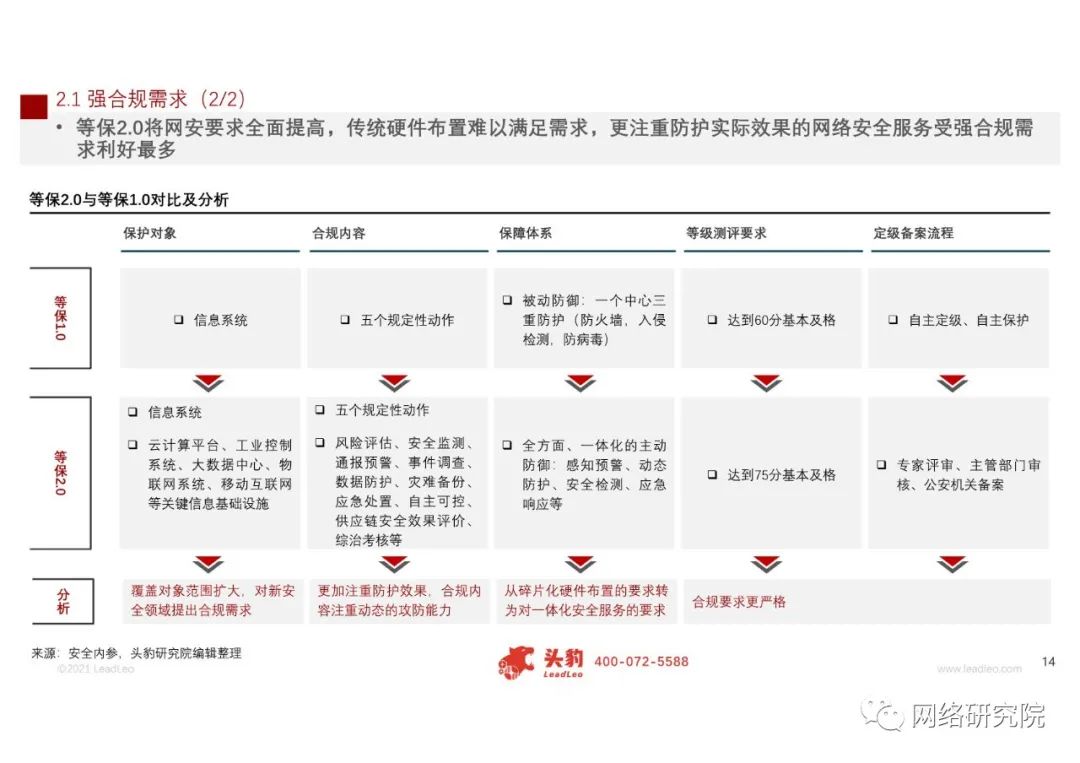 2.1 强合规需求（2/2）
• 等保2.0将网安要求全面提高，传统硬件布置难以满足需求，更注重防护实际效果的网络安全服务受强合规需
求利好最多
等保2.0与等保1.0对比及分析
保护对象
合规内容
保障体系
等级测评要求
定级备案流程
等保1.0
信息系统
五个规定性动作
被动防御：一个中心三
重防护（防火墙，入侵
检测，防病毒）
达到60分基本及格
自主定级、自主保护
等保2.0
信息系统
云计算平台、工业控制
系统、大数据中心、物
联网系统、移动互联网
等关键信息基础设施
五个规定性动作
风险评估、安全监测、
通报预警、事件调查、
数据防护、灾难备份、
应急处置、自主可控、
供应链安全效果评价、
综治考核等
全方面、一体化的主动
防御：感知预警、动态
防护、安全检测、应急
响应等
达到75分基本及格
专家评审、主管部门审
核、公安机关备案
分析
覆盖对象范围扩大，对新安
全领域提出合规需求
更加注重防护效果，合规内
容注重动态的攻防能力
从碎片化硬件布置的要求转
为对一体化安全服务的要求
合规要求更严格
来源：安全内参，头豹研究院编辑整理
©2021 LeadLeo
头豹
LeadLeo
400-072-5588
www.leadleo.com
14
网络研究院